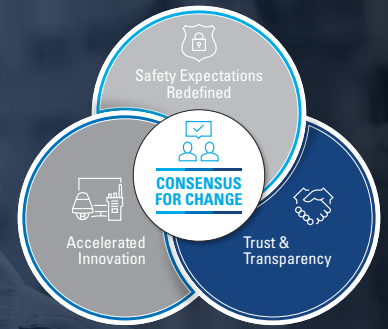 Safety Expectations
Redefined
CONSENSUS
FOR CHANGE
Accelerated
Innovation
Trust &
Transparency